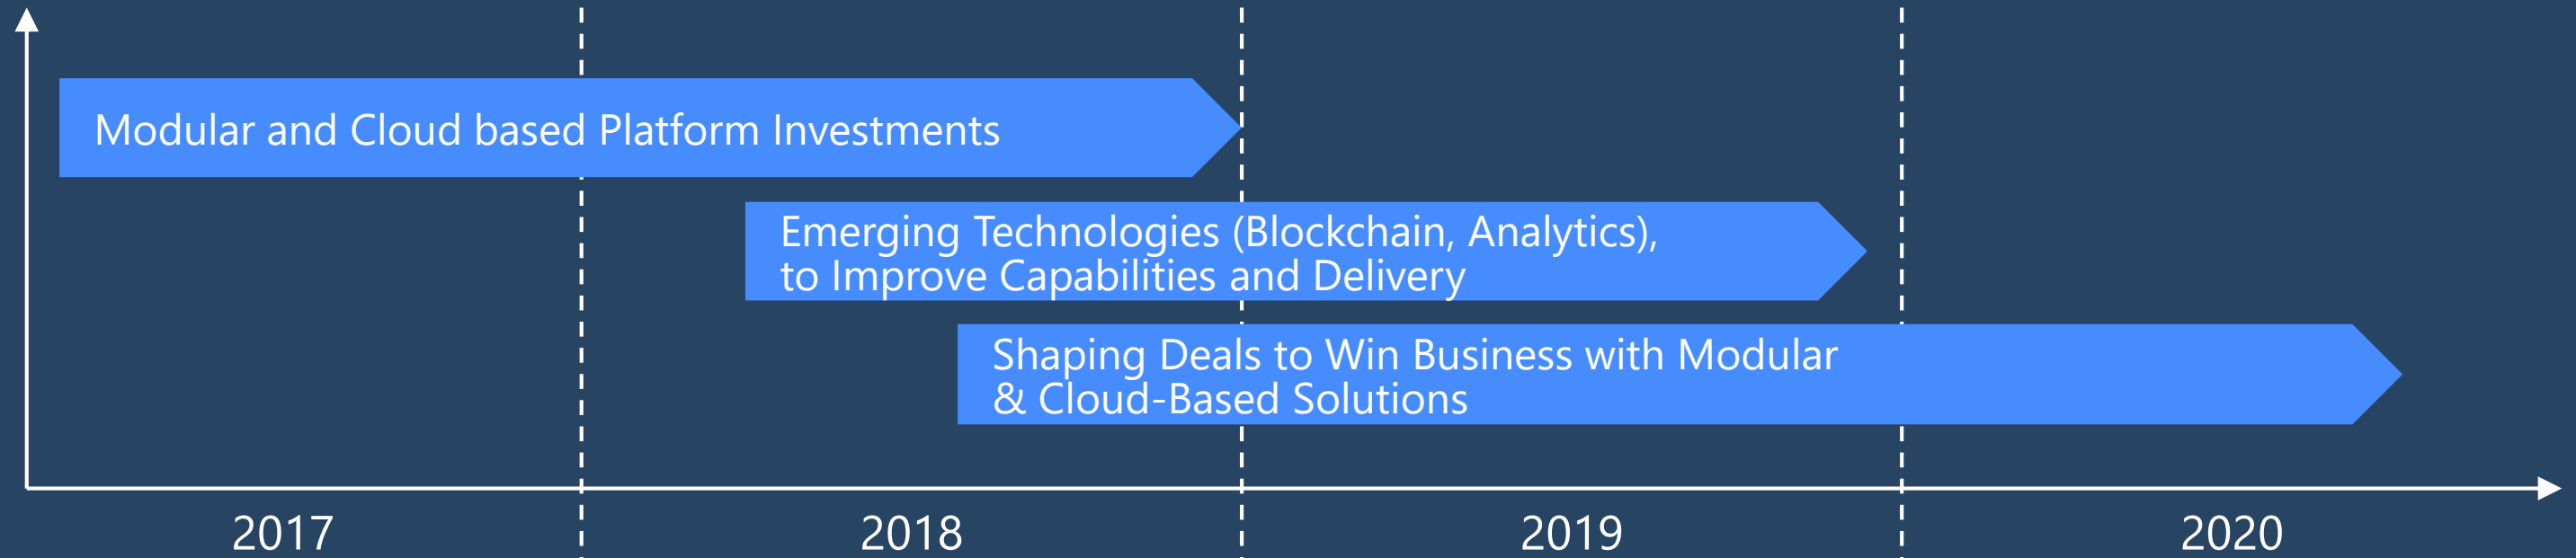 Modular and Cloud based Platform Investments
Emerging Technologies (Blockchain, Analytics),
to Improve Capabilities and Delivery
Shaping Deals to Win Business with Modular
& Cloud-Based Solutions
2017
2018
2019
2020